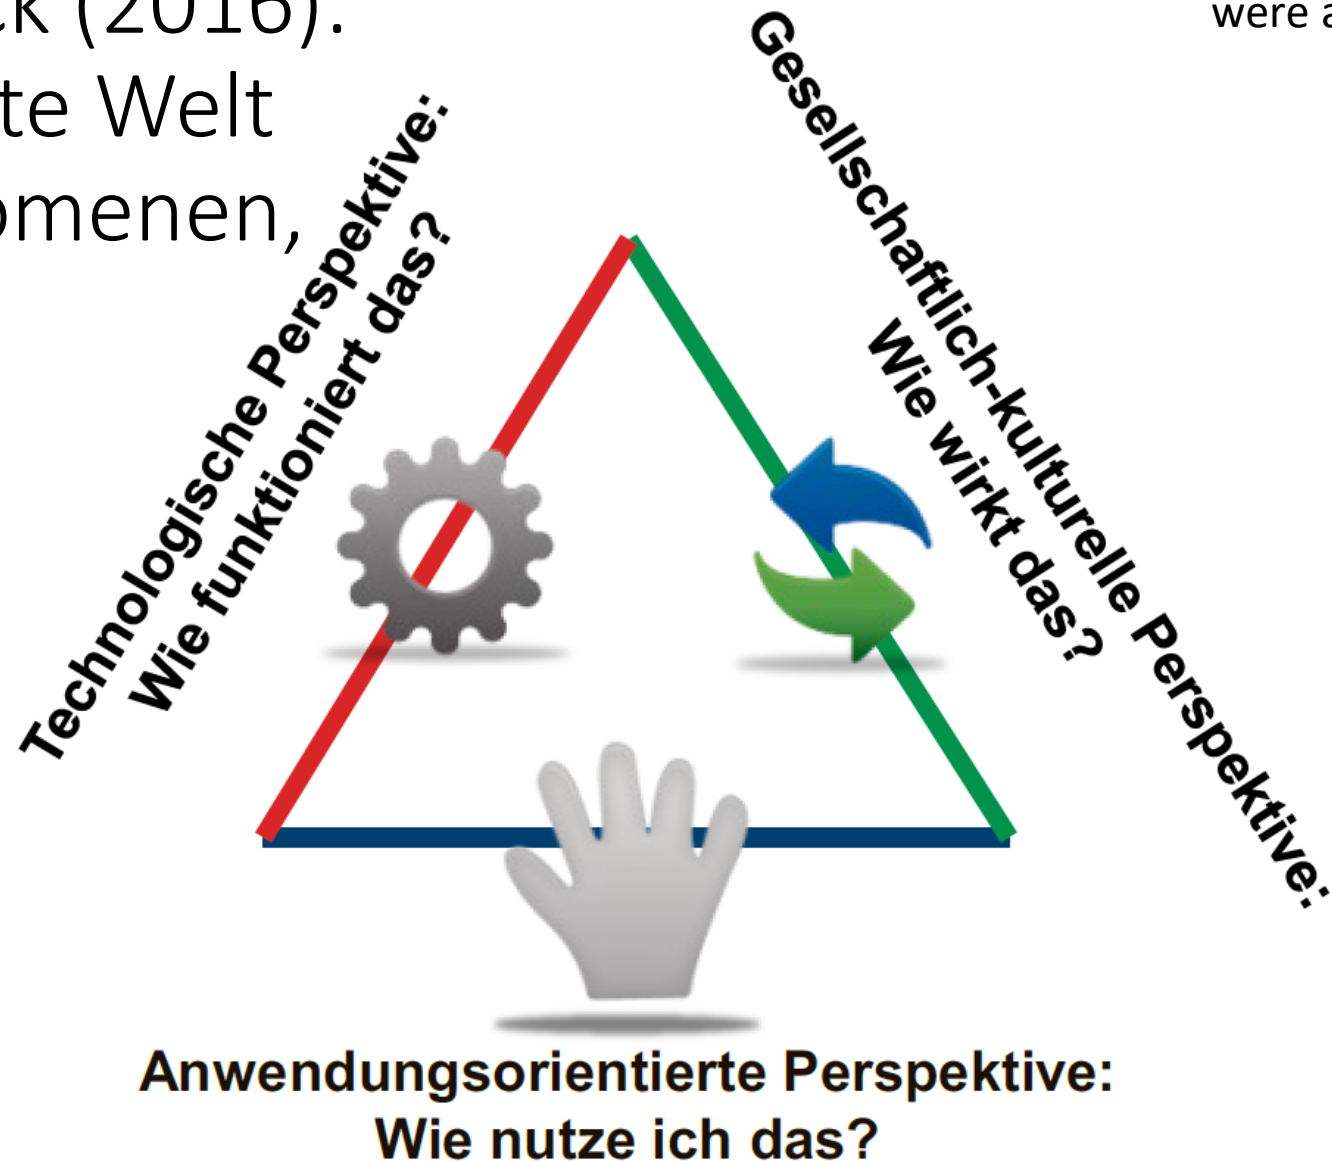 ck (2016).
te Welt
omenen,
were a
Technologische Perspektive:
Wie funktioniert das?
Gesellschaftlich-kulturelle Perspektive:
Wie wirkt das?
Anwendungsorientierte Perspektive:
Wie nutze ich das?